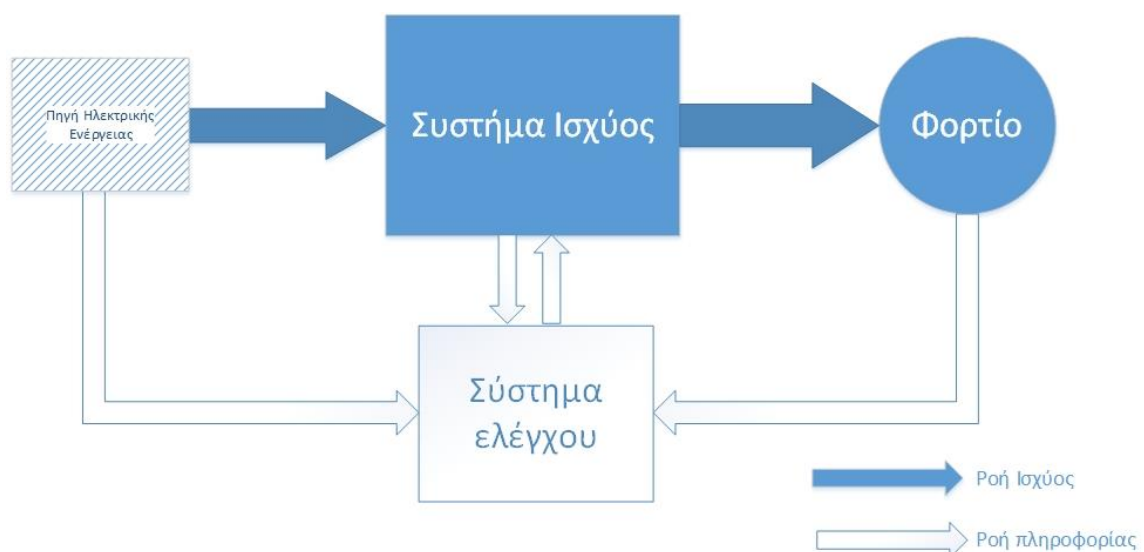 Πηγή Ηλεκτρικής
Ενέργειας
Συστήμα Ισχύος
Φορτίο
Σύστημα
ελέγχου
Ροή Ισχύος
Ροή πληροφορίας